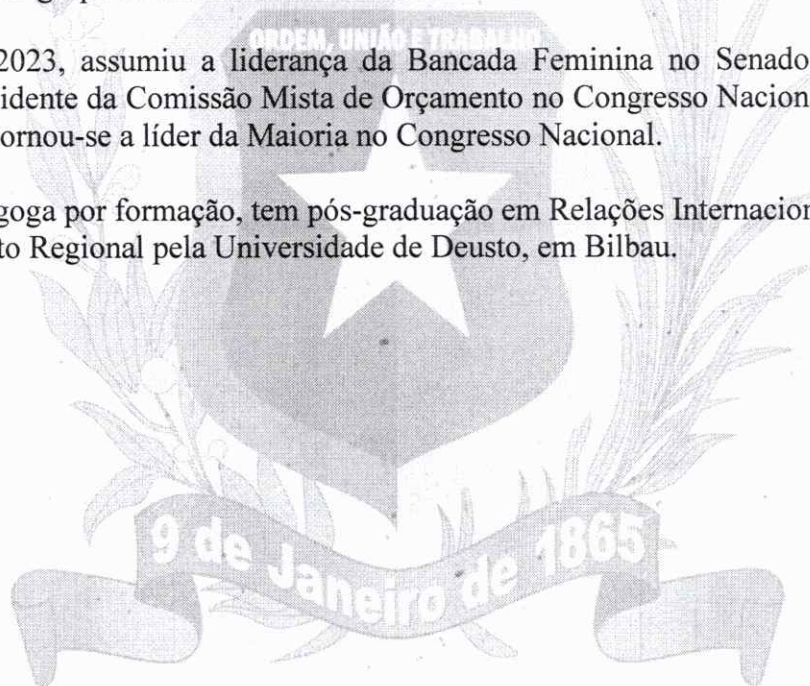 ORDEM, UNIÃO E TRABALHO
2023, assumiu a liderança da Bancada Feminina no Senado
idente da Comissão Mista de Orçamento no Congresso Nacion
ornou-se a líder da Maioria no Congresso Nacional.
goga por formação, tem pós-graduação em Relações Internacion
to Regional pela Universidade de Deusto, em Bilbau.
9 de Janeiro de 1865